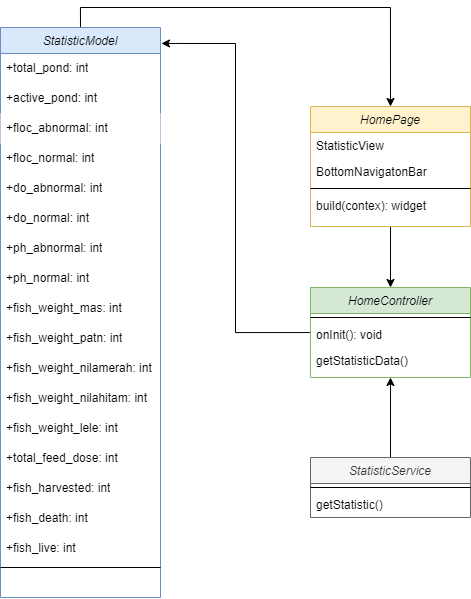 StatisticModel
+total_pond: int
+active_pond: int
+floc_abnormal: int
+floc_normal: int
+do_abnormal: int
+do_normal: int
+ph_abnormal: int
+ph_normal: int
+fish_weight_mas: int
+fish_weight_patn: int
+fish_weight_nilamerah: int
+fish_weight_nilahitam: int
+fish_weight_lele: int
+total_feed_dose: int
+fish_harvested: int
+fish_death: int
+fish_live: int
HomePage
StatisticView
BottomNavigatonBar
build(contex): widget
HomeController
onInit(): void
getStatisticData()
StatisticService
getStatistic()